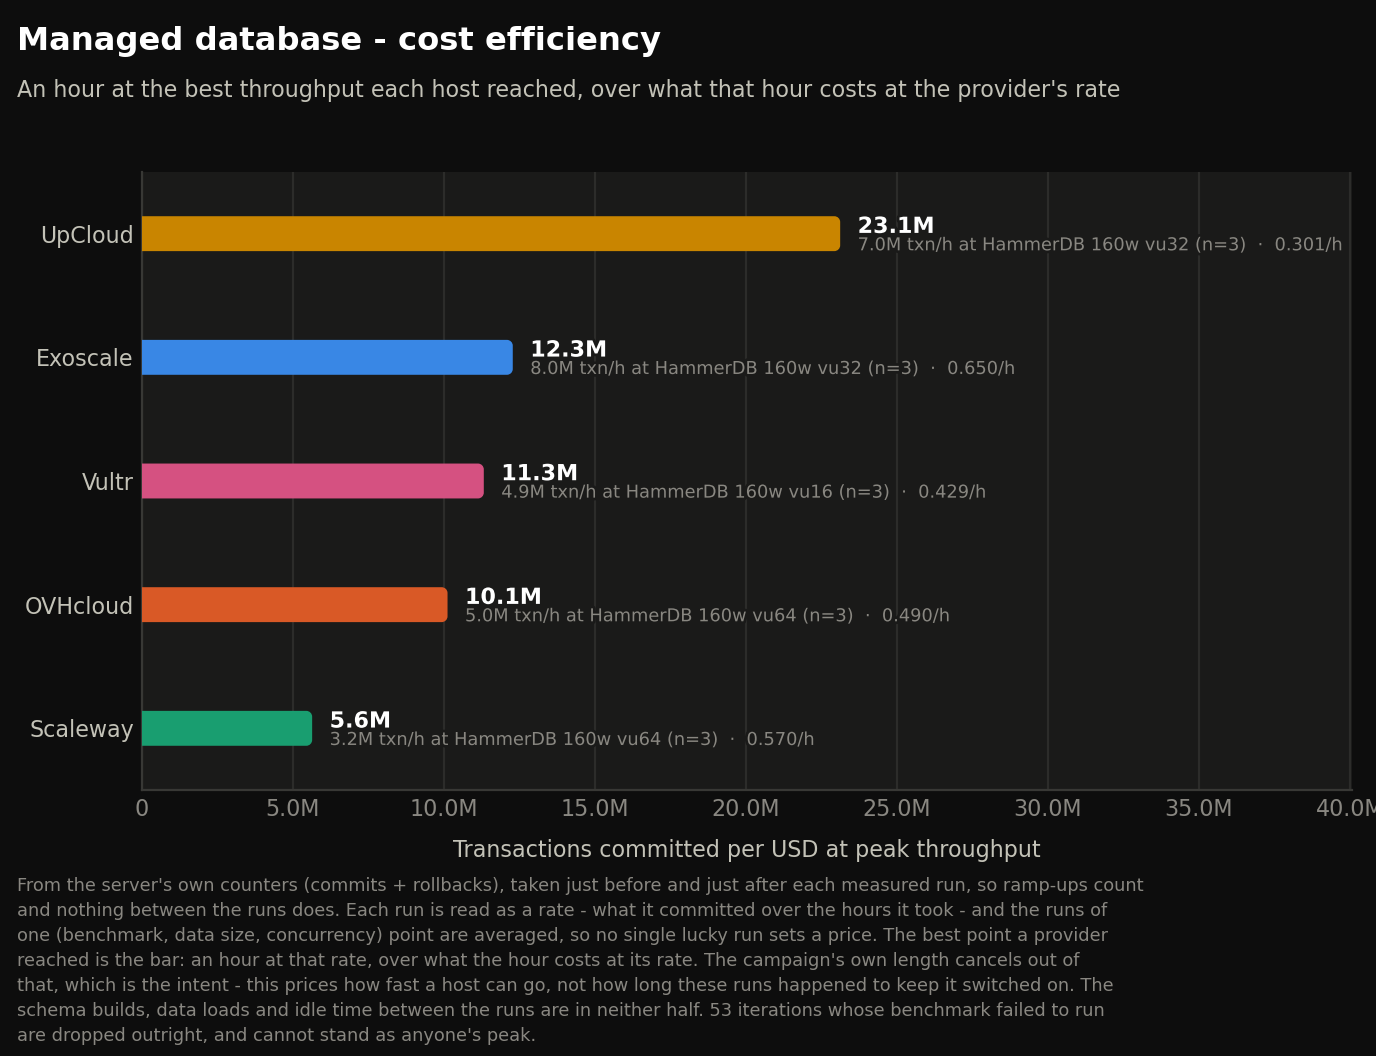 Managed database - cost efficiency
An hour at the best throughput each host reached, over what that hour costs at the provider's rate
UpCloud
23.1M
7.0M txn/h at HammerDB 160w vu32 (n=3) · 0.301/h
Exoscale
12.3M
8.0M txn/h at HammerDB 160w vu32 (n=3) · 0.650/h
Vultr
11.3M
4.9M txn/h at HammerDB 160w vu16 (n=3) · 0.429/h
OVHcloud
10.1M
5.0M txn/h at HammerDB 160w vu64 (n=3) · 0.490/h
Scaleway
5.6M
3.2M txn/h at HammerDB 160w vu64 (n=3) · 0.570/h
0 5.0M 10.0M 15.0M 20.0M 25.0M 30.0M 35.0M 40.0M
Transactions committed per USD at peak throughput
From the server's own counters (commits + rollbacks), taken just before and just after each measured run, so ramp-ups count
and nothing between the runs does. Each run is read as a rate - what it committed over the hours it took - and the runs of
one (benchmark, data size, concurrency) point are averaged, so no single lucky run sets a price. The best point a provider
reached is the bar: an hour at that rate, over what the hour costs at its rate. The campaign's own length cancels out of
that, which is the intent - this prices how fast a host can go, not how long these runs happened to keep it switched on. The
schema builds, data loads and idle time between the runs are in neither half. 53 iterations whose benchmark failed to run
are dropped outright, and cannot stand as anyone's peak.